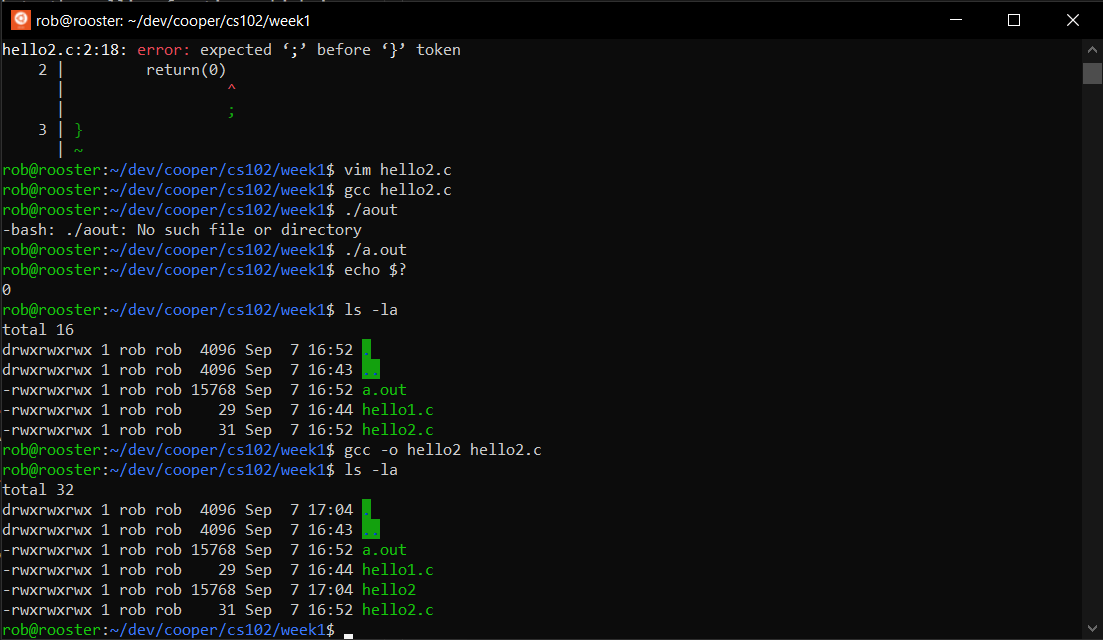 rob@rooster: ~/dev/cooper/cs102/week1
hello2.c:2:18: error: expected ‘;’ before ‘}’ token
    2 |         return(0)
      |                  ^
      |                  ;
    3 | }
      | ~
rob@rooster:~/dev/cooper/cs102/week1$ vim hello2.c
rob@rooster:~/dev/cooper/cs102/week1$ gcc hello2.c
rob@rooster:~/dev/cooper/cs102/week1$ ./aout
-bash: ./aout: No such file or directory
rob@rooster:~/dev/cooper/cs102/week1$ ./a.out
rob@rooster:~/dev/cooper/cs102/week1$ echo $?
0
rob@rooster:~/dev/cooper/cs102/week1$ ls -la
total 16
drwxrwxrwx 1 rob rob  4096 Sep  7 16:52 .
drwxrwxrwx 1 rob rob  4096 Sep  7 16:43 ..
-rwxrwxrwx 1 rob rob 15768 Sep  7 16:52 a.out
-rwxrwxrwx 1 rob rob    29 Sep  7 16:44 hello1.c
-rwxrwxrwx 1 rob rob    31 Sep  7 16:52 hello2.c
rob@rooster:~/dev/cooper/cs102/week1$ gcc -o hello2 hello2.c
rob@rooster:~/dev/cooper/cs102/week1$ ls -la
total 32
drwxrwxrwx 1 rob rob  4096 Sep  7 17:04 .
drwxrwxrwx 1 rob rob  4096 Sep  7 16:43 ..
-rwxrwxrwx 1 rob rob 15768 Sep  7 16:52 a.out
-rwxrwxrwx 1 rob rob    29 Sep  7 16:44 hello1.c
-rwxrwxrwx 1 rob rob 15768 Sep  7 17:04 hello2
-rwxrwxrwx 1 rob rob    31 Sep  7 16:52 hello2.c
rob@rooster:~/dev/cooper/cs102/week1$